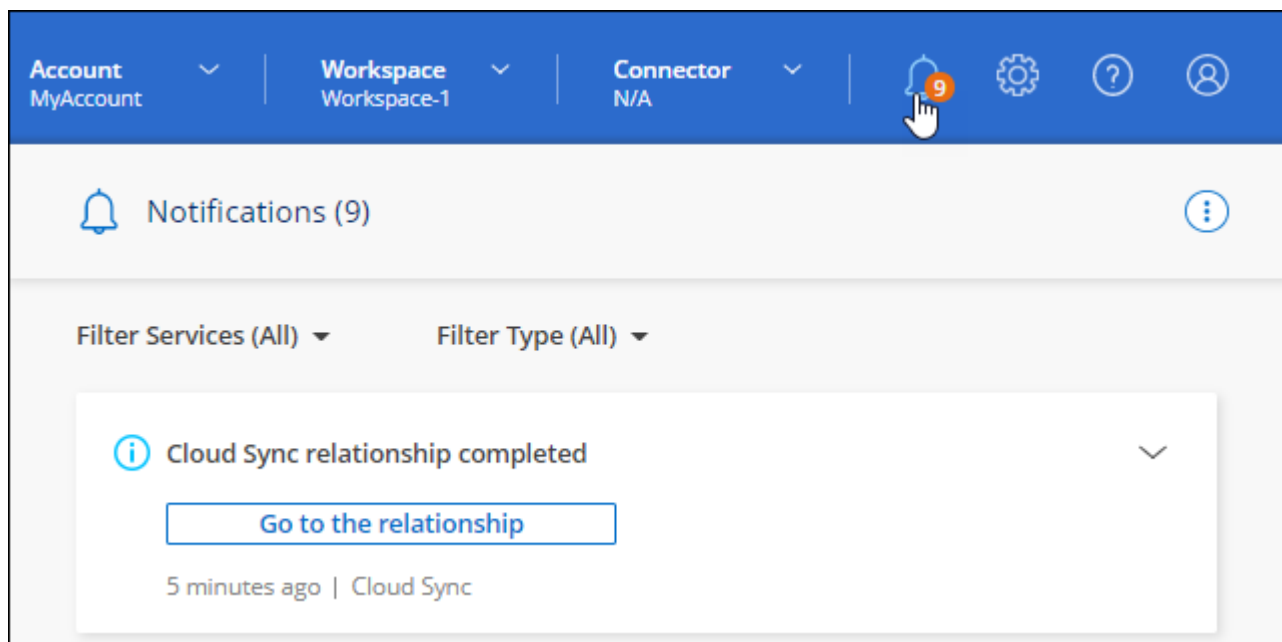 Account
MyAccount
Workspace
Workspace-1
Connector
N/A
9
?
Notifications (9)
Filter Services (All)
Filter Type (All)
i
Cloud Sync relationship completed
Go to the relationship
5 minutes ago | Cloud Sync